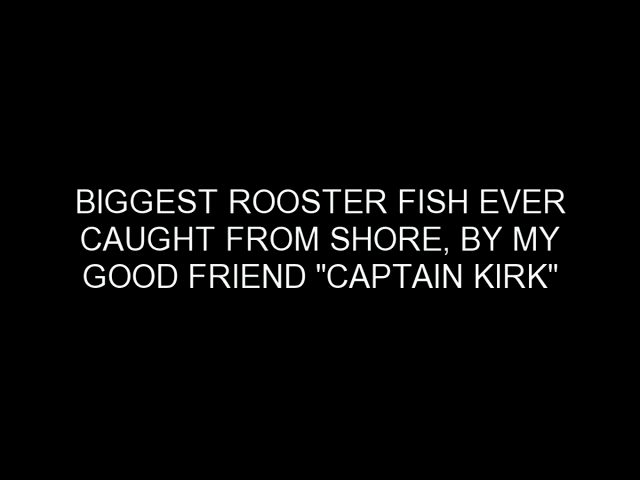 BIGGEST ROOSTER FISH EVER
CAUGHT FROM SHORE, BY MY
GOOD FRIEND "CAPTAIN KIRK"